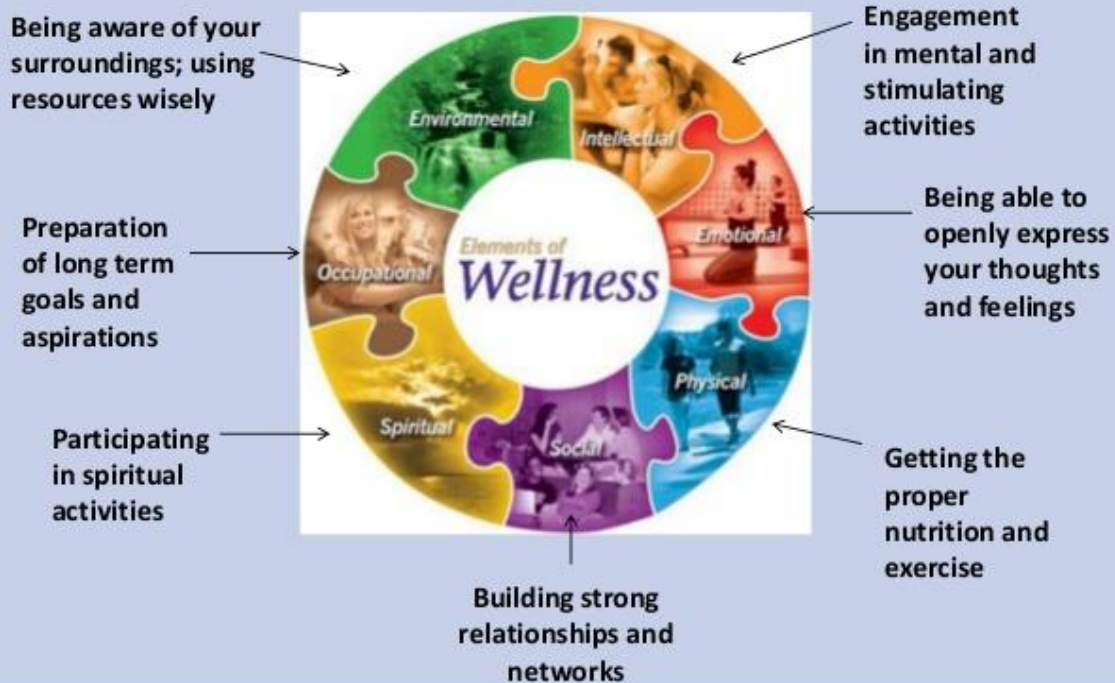 Being aware of your
surroundings; using
resources wisely
Engagement
in mental and
stimulating
activities
Environmental
Intellectual
Preparation
of long term
goals and
aspirations
Occupational
Elements of
Wellness
Emotional
Being able to
openly express
your thoughts
and feelings
Participating
in spiritual
activities
Spiritual
Social
Physical
Getting the
proper
nutrition and
exercise
Building strong
relationships and
networks